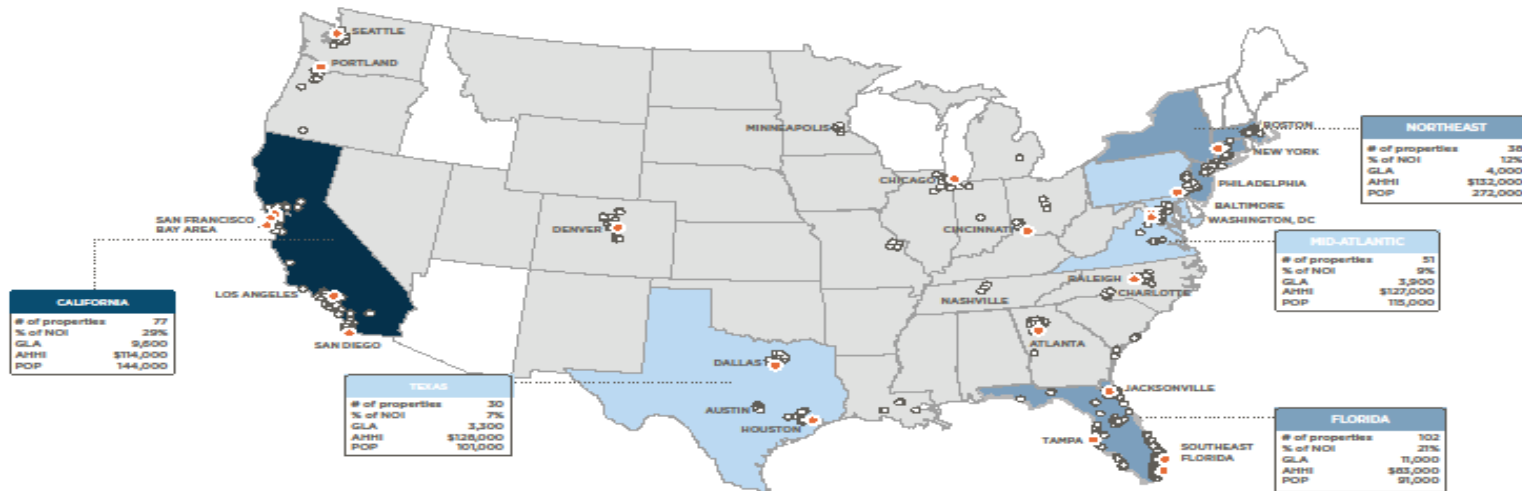 SEATTLE
PORTLAND
MINNEAPOLIS
BOSTON
NEW YORK
CHICAGO
PHILADELPHIA
BALTIMORE
WASHINGTON, DC
SAN FRANCISCO
BAY AREA
DENVER
CINCINNATI
LOS ANGELES
RALEIGH
CHARLOTTE
NASHVILLE
SAN DIEGO
ATLANTA
DALLAS
AUSTIN
HOUSTON
JACKSONVILLE
TAMPA
SOUTHEAST
FLORIDA
NORTHEAST
# of properties 38
% of NOI 12%
GLA 4,000
AHHI $132,000
POP 272,000
MID-ATLANTIC
# of properties 51
% of NOI 9%
GLA 3,900
AHHI $127,000
POP 115,000
CALIFORNIA
# of properties 77
% of NOI 29%
GLA
AHHI $114,000
POP 144,000
TEXAS
# of properties 30
% of NOI 7%
GLA 3,300
AHHI
POP 101,000
FLORIDA
# of properties 102
% of NOI 21%
GLA 11,000
AHHI $83,000
POP 91,000